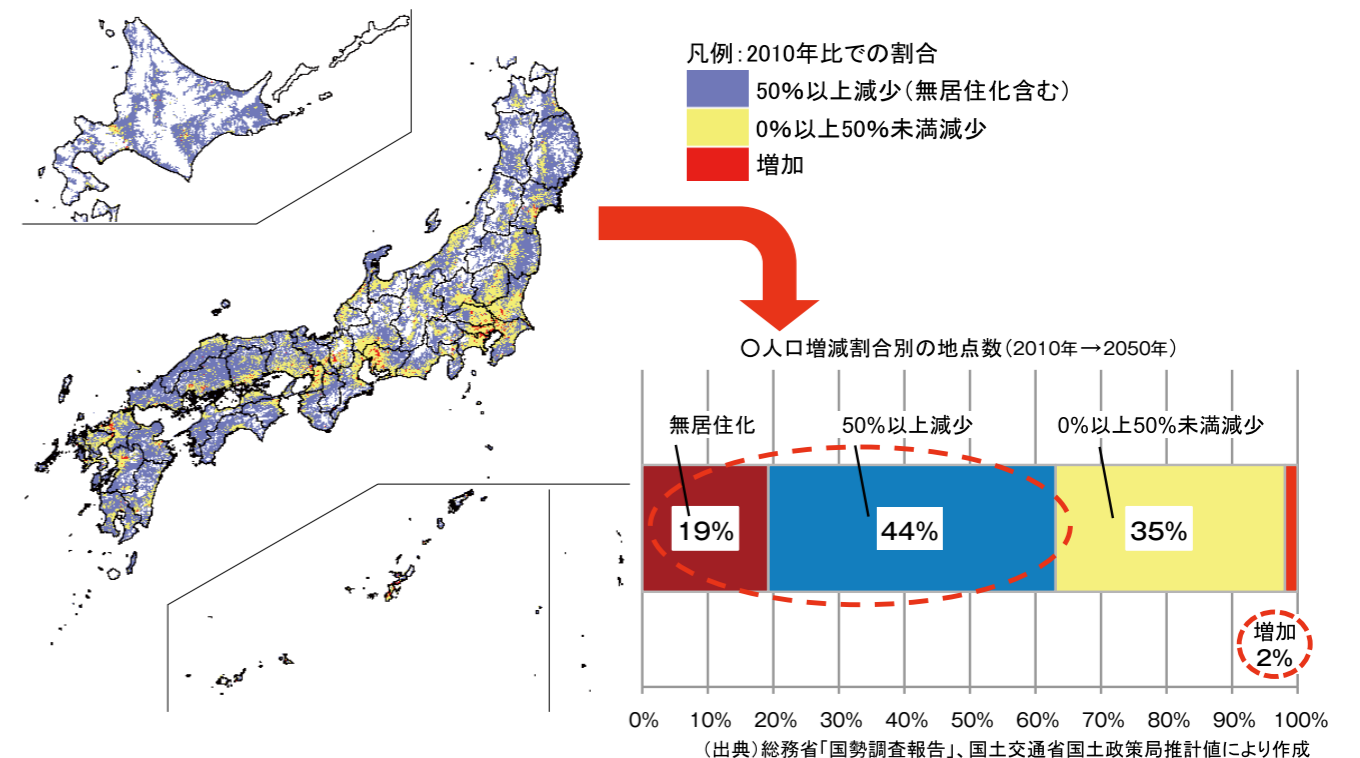 凡例：2010年比での割合
50％以上減少（無居住化含む）
0％以上50％未満減少
増加
〇人口増減割合別の地点数（2010年→2050年）
無居住化
50％以上減少
0％以上50％未満減少
19%
44%
35%
増加
2%
0% 10% 20% 30% 40% 50% 60% 70% 80% 90% 100%
（出典）総務省「国勢調査報告」、国土交通省国土政策局推計値により作成